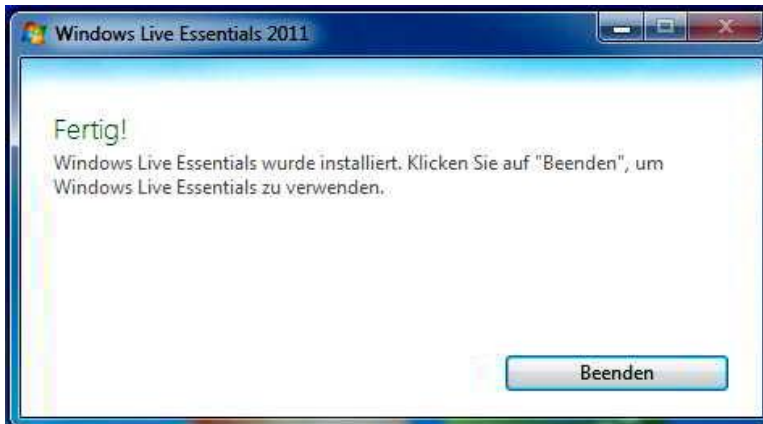 Windows Live Essentials 2011
Fertig!
Windows Live Essentials wurde installiert. Klicken Sie auf "Beenden", um
Windows Live Essentials zu verwenden.
Beenden